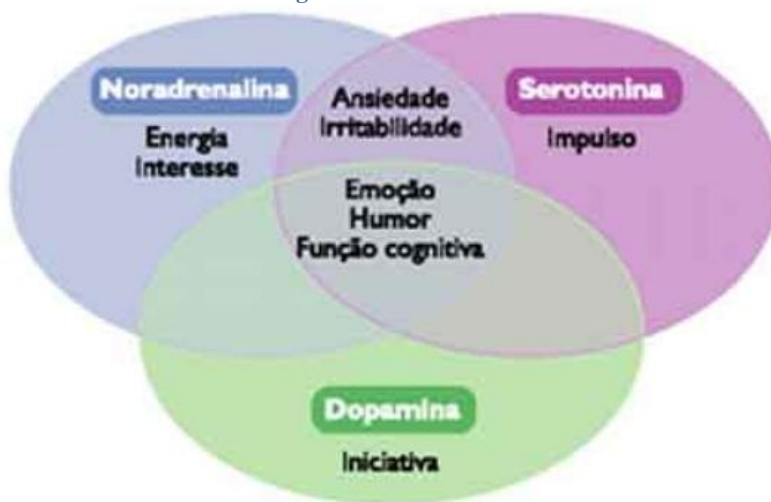 Noradrenalina
Energia
Interesse
Ansiedade
Irritabilidade
Serotonina
Impulso
Emoção
Humor
Função cognitiva
Dopamina
Iniciativa